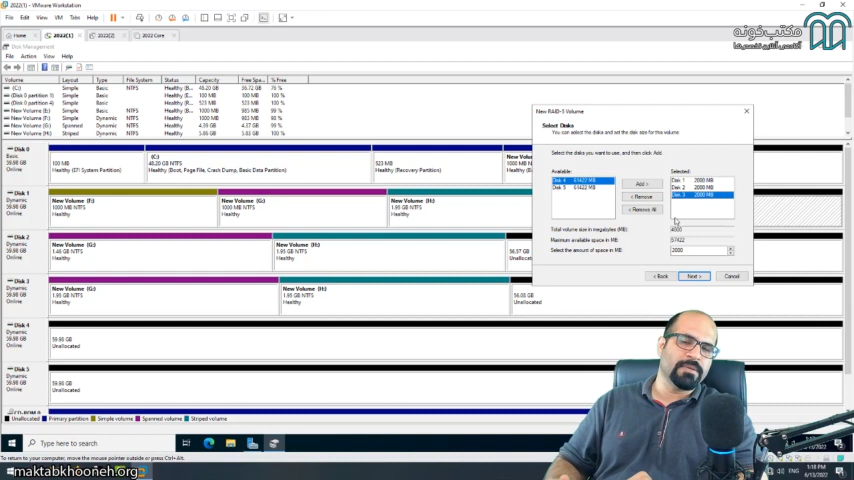 VMware Workstation
File Edit View VM Tabs Help
Home 2022(1) 2022(2) 2022 Core
مکتب‌خونه
آکادمی آنلاین تخصص‌ها
Disk Management
File Action View Help
Volume Layout Type File System Status Capacity Free Spa... % Free
(C:) Simple Basic NTFS Healthy (B... 48.20 GB 36.72 GB 76 %
(Disk 0 partition 1) Simple Basic Healthy (E... 100 MB 100 MB 100 %
(Disk 0 partition 4) Simple Basic Healthy (R... 523 MB 523 MB 100 %
New Volume (E:) Simple Basic NTFS Healthy (B... 1000 MB 985 MB 99 %
New Volume (F:) Simple Dynamic NTFS Healthy 1000 MB 983 MB 98 %
New Volume (G:) Spanned Dynamic NTFS Healthy 4.39 GB 4.37 GB 99 %
New Volume (H:) Striped Dynamic NTFS Healthy 5.86 GB 5.83 GB 100 %
New RAID-5 Volume
Select Disks
You can select the disks and set the disk size for this volume.
Select the disks you want to use, and then click Add.
Available: Selected:
Disk 4 61422 MB
Disk 5 61422 MB
Add >
< Remove
< Remove All
Disk 1 2000 MB
Disk 2 2000 MB
Disk 3 2000 MB
Total volume size in megabytes (MB): 4000
Maximum available space in MB: 57422
Select the amount of space in MB: 2000
< Back Next > Cancel
Disk 0
Basic
59.98 GB
Online
100 MB
Healthy (EFI System Partition)
(C:)
48.20 GB NTFS
Healthy (Boot, Page File, Crash Dump, Basic Data Partition)
523 MB
Healthy (Recovery Partition)
Disk 1
Dynamic
59.98 GB
Online
New Volume (F:)
1000 MB NTFS
Healthy
New Volume (G:)
1000 MB NTFS
Healthy
New Volume (H:)
1.95 GB NTFS
Healthy
Disk 2
Dynamic
59.98 GB
Online
New Volume (G:)
1.46 GB NTFS
Healthy
New Volume (H:)
1.95 GB NTFS
Healthy
56.57 GB
Disk 3
Dynamic
59.98 GB
Online
New Volume (G:)
1.95 GB NTFS
Healthy
New Volume (H:)
1.95 GB NTFS
Healthy
56.08 GB
Unallocated
Disk 4
Dynamic
59.98 GB
Online
59.98 GB
Unallocated
Disk 5
Dynamic
59.98 GB
Online
59.98 GB
Unallocated
CD-ROM 0
Unallocated Primary partition Simple volume Spanned volume Striped volume
Type here to search
To return to your computer, move the mouse pointer outside or press Ctrl+Alt.
maktabkhooneh.org
ENG
1:18 PM
6/13/2022